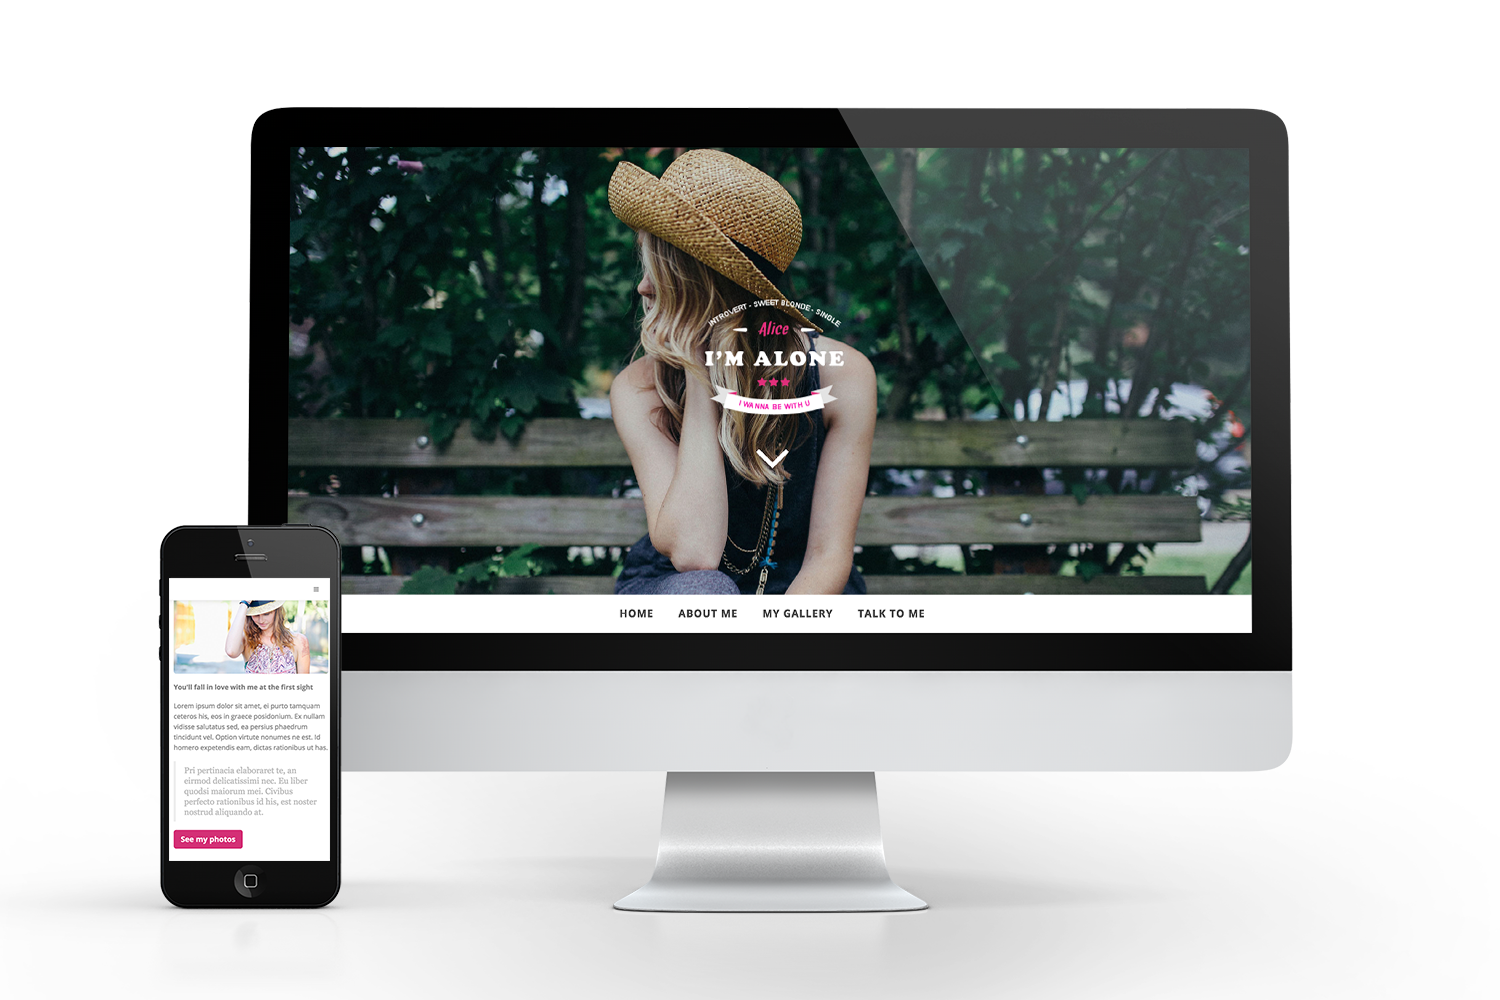 INTROVERT • SWEET BLONDE • SINGLE
Alice
I'M ALONE
I WANNA BE WITH U
HOME ABOUT ME MY GALLERY TALK TO ME
You'll fall in love with me at the first sight
Lorem ipsum dolor sit amet, ei purto tamquam
ceteros his, eos in graece posidonium. Ex nullam
vidisse salutatus sed, ea persius phaedrum
tincidunt vel. Option virtute nonumes ne est. Id
homero expetendis eam, dictas rationibus ut has.
Pri pertinacia elaboraret te, an
eirmod delicatissimi nec. Eu liber
quodsi maiorum mei. Civibus
perfecto rationibus id his, est noster
nostrud aliquando at.
See my photos